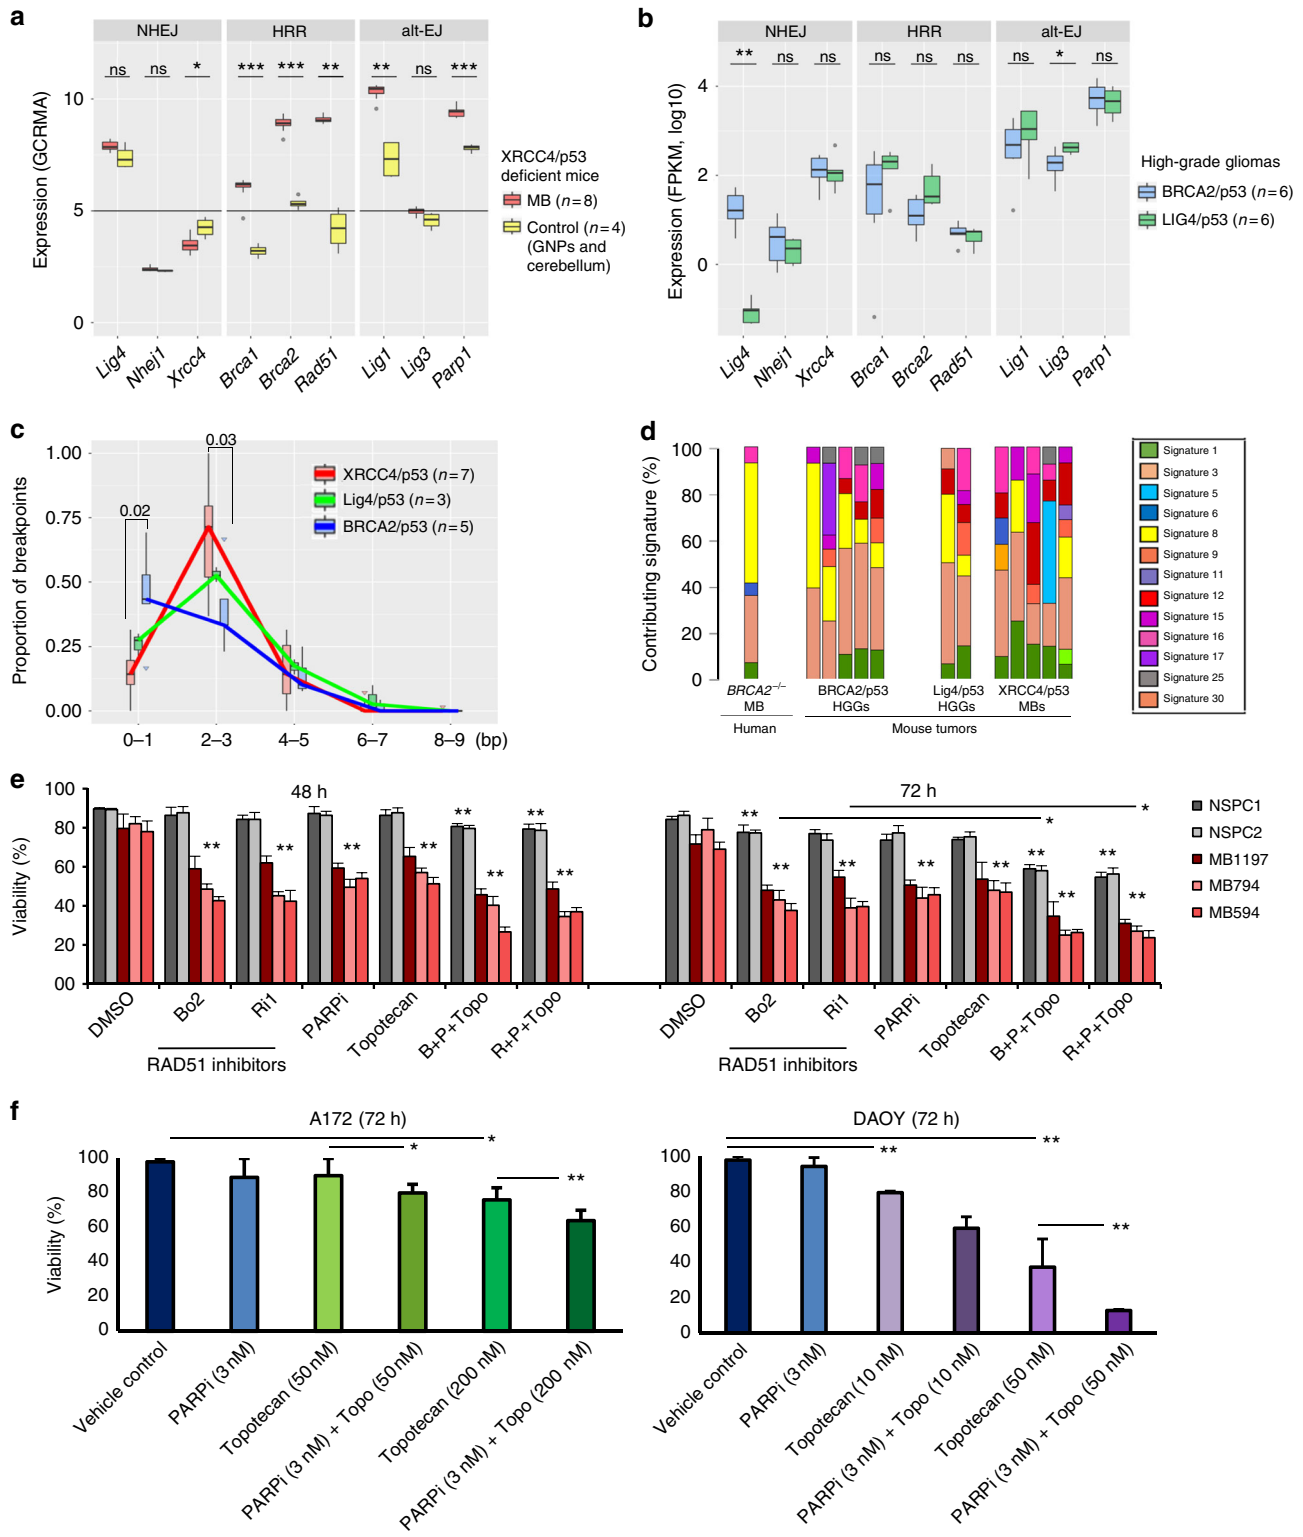 a
NHEJ
HRR
alt-EJ
ns
ns
*
***
***
**
**
ns
***
10
5
0
Expression (GCRMA)
Lig4
Nhej1
Xrcc4
Brca1
Brca2
Rad51
Lig1
Lig3
Parp1
XRCC4/p53
deficient mice
MB (n=8)
Control (n=4)
(GNPs and
cerebellum)
b
NHEJ
HRR
alt-EJ
**
ns
ns
ns
ns
ns
ns
*
ns
4
2
0
Expression (FPKM, log10)
Lig4
Nhej1
Xrcc4
Brca1
Brca2
Rad51
Lig1
Lig3
Parp1
High-grade gliomas
BRCA2/p53 (n=6)
LIG4/p53 (n=6)
c
0.03
0.02
1.00
0.75
0.50
0.25
0.00
Proportion of breakpoints
XRCC4/p53 (n=7)
Lig4/p53 (n=3)
BRCA2/p53 (n=5)
0–1
2–3
4–5
6–7
8–9
(bp)
d
100
80
60
40
20
0
Contributing signature (%)
BRCA2−/−
MB
BRCA2/p53
HGGs
Lig4/p53
HGGs
XRCC4/p53
MBs
Human
Mouse tumors
Signature 1
Signature 3
Signature 5
Signature 6
Signature 8
Signature 9
Signature 11
Signature 12
Signature 15
Signature 16
Signature 17
Signature 25
Signature 30
e
100
80
60
40
20
00
Viability (%)
48 h
72 h
**
**
**
**
**
**
**
**
**
**
**
**
**
*
*
**
**
**
**
DMSO
Bo2
Ri1
PARPi
Topotecan
B+P+Topo
R+P+Topo
RAD51 inhibitors
DMSO
Bo2
Ri1
PARPi
Topotecan
B+P+Topo
R+P+Topo
RAD51 inhibitors
NSPC1
NSPC2
MB1197
MB794
MB594
f
A172 (72 h)
*
*
**
100
80
60
40
20
0
Viability (%)
Vehicle control
PARPi (3 nM)
Topotecan (50 nM)
PARPi (3 nM) + Topo (50 nM)
Topotecan (200 nM)
PARPi (3 nM) + Topo (200 nM)
DAOY (72 h)
**
**
**
100
80
60
40
20
0
Vehicle control
PARPi (3 nM)
Topotecan (10 nM)
PARPi (3 nM) + Topo (10 nM)
Topotecan (50 nM)
PARPi (3 nM) + Topo (50 nM)